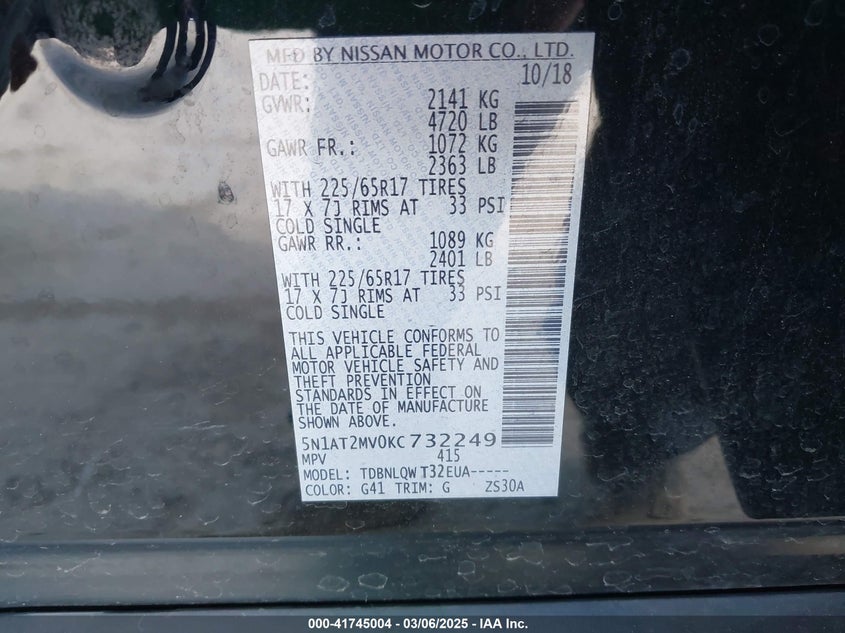 MFD BY NISSAN MOTOR CO., LTD.
DATE: 10/18
GVWR: 2141 KG
4720 LB
GAWR FR.: 1072 KG
2363 LB
WITH 225/65R17 TIRES
17 X 7J RIMS AT 33 PSI
COLD SINGLE
GAWR RR.: 1089 KG
2401 LB
WITH 225/65R17 TIRES
17 X 7J RIMS AT 33 PSI
COLD SINGLE
THIS VEHICLE CONFORMS TO
ALL APPLICABLE FEDERAL
MOTOR VEHICLE SAFETY AND
THEFT PREVENTION
STANDARDS IN EFFECT ON
THE DATE OF MANUFACTURE
SHOWN ABOVE.
5N1AT2MV0KC732249
MPV 415
MODEL: TDBNLQW T32EUA-----
COLOR: G41 TRIM: G ZS30A
000-41745004 - 03/06/2025 - IAA Inc.